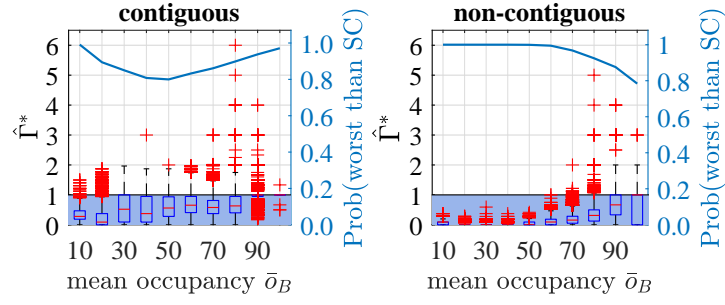 contiguous
6
5
4
3
2
1
0
Γ̂*
1.0
0.8
0.6
0.4
0.2
0.0
Prob(worst than SC)
10 30 50 70 90
mean occupancy ō_B
non-contiguous
6
5
4
3
2
1
0
Γ̂*
1
0.8
0.6
0.4
0.2
0.0
Prob(worst than SC)
10 30 50 70 90
mean occupancy ō_B